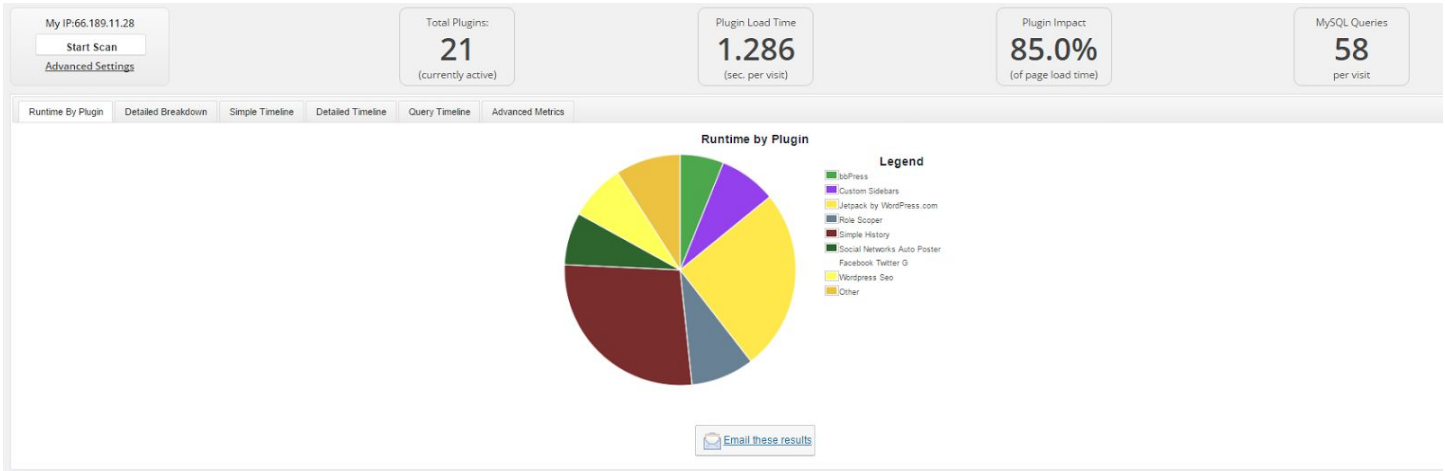 My IP:66.189.11.28
Start Scan
Advanced Settings
Total Plugins:
21
(currently active)
Plugin Load Time
1.286
(sec. per visit)
Plugin Impact
85.0%
(of page load time)
MySQL Queries
58
per visit
Runtime By Plugin Detailed Breakdown Simple Timeline Detailed Timeline Query Timeline Advanced Metrics
Runtime by Plugin
Legend
bbPress
Custom Sidebars
Jetpack by WordPress.com
Role Scoper
Simple History
Social Networks Auto Poster
Facebook Twitter G
Wordpress Seo
Other
Email these results